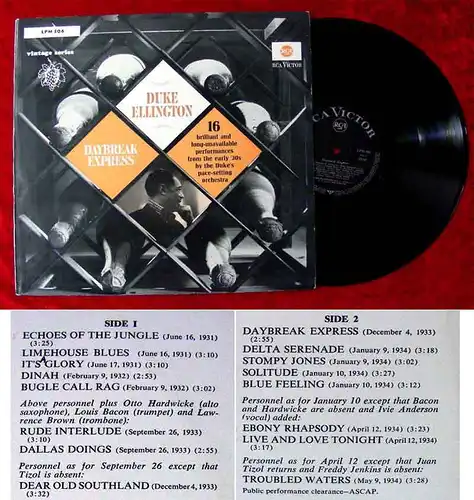 LPM 506
vintage series
RCA
RCA VICTOR
DUKE
ELLINGTON
DAYBREAK
EXPRESS
16
brilliant and
long-unavailable
performances
from the early '30s
by the Duke's
pace-setting
orchestra
CA VICTOR
RCA
SIDE 1
ECHOES OF THE JUNGLE (June 16, 1931)
(3:25)
LIMEHOUSE BLUES (June 16, 1931) (3:10)
IT'S GLORY (June 17, 1931) (3:10)
DINAH (February 9, 1932) (2:53)
BUGLE CALL RAG (February 9, 1932) (3:02)
Above personnel plus Otto Hardwicke (alto
saxophone), Louis Bacon (trumpet) and Law-
rence Brown (trombone):
RUDE INTERLUDE (September 26, 1933)
(3:10)
DALLAS DOINGS (September 26, 1933) (2:55)
Personnel as for September 26 except that
Tizol is absent:
DEAR OLD SOUTHLAND (December 4, 1933)
(3:32)
SIDE 2
DAYBREAK EXPRESS (December 4, 1933)
(2:55)
DELTA SERENADE (January 9, 1934) (3:18)
STOMPY JONES (January 9, 1934) (3:02)
SOLITUDE (January 10, 1934) (3:27)
BLUE FEELING (January 10, 1934) (3:12)
Personnel as for January 10 except that Bacon
and Hardwicke are absent and Ivie Anderson
(vocal) added:
EBONY RHAPSODY (April 12, 1934) (3:23)
LIVE AND LOVE TONIGHT (April 12, 1934)
(3:17)
Personnel as for April 12 except that Juan
Tizol returns and Freddy Jenkins is absent:
TROUBLED WATERS (May 9, 1934) (3:28)
Public performance clearance-ASCAP.